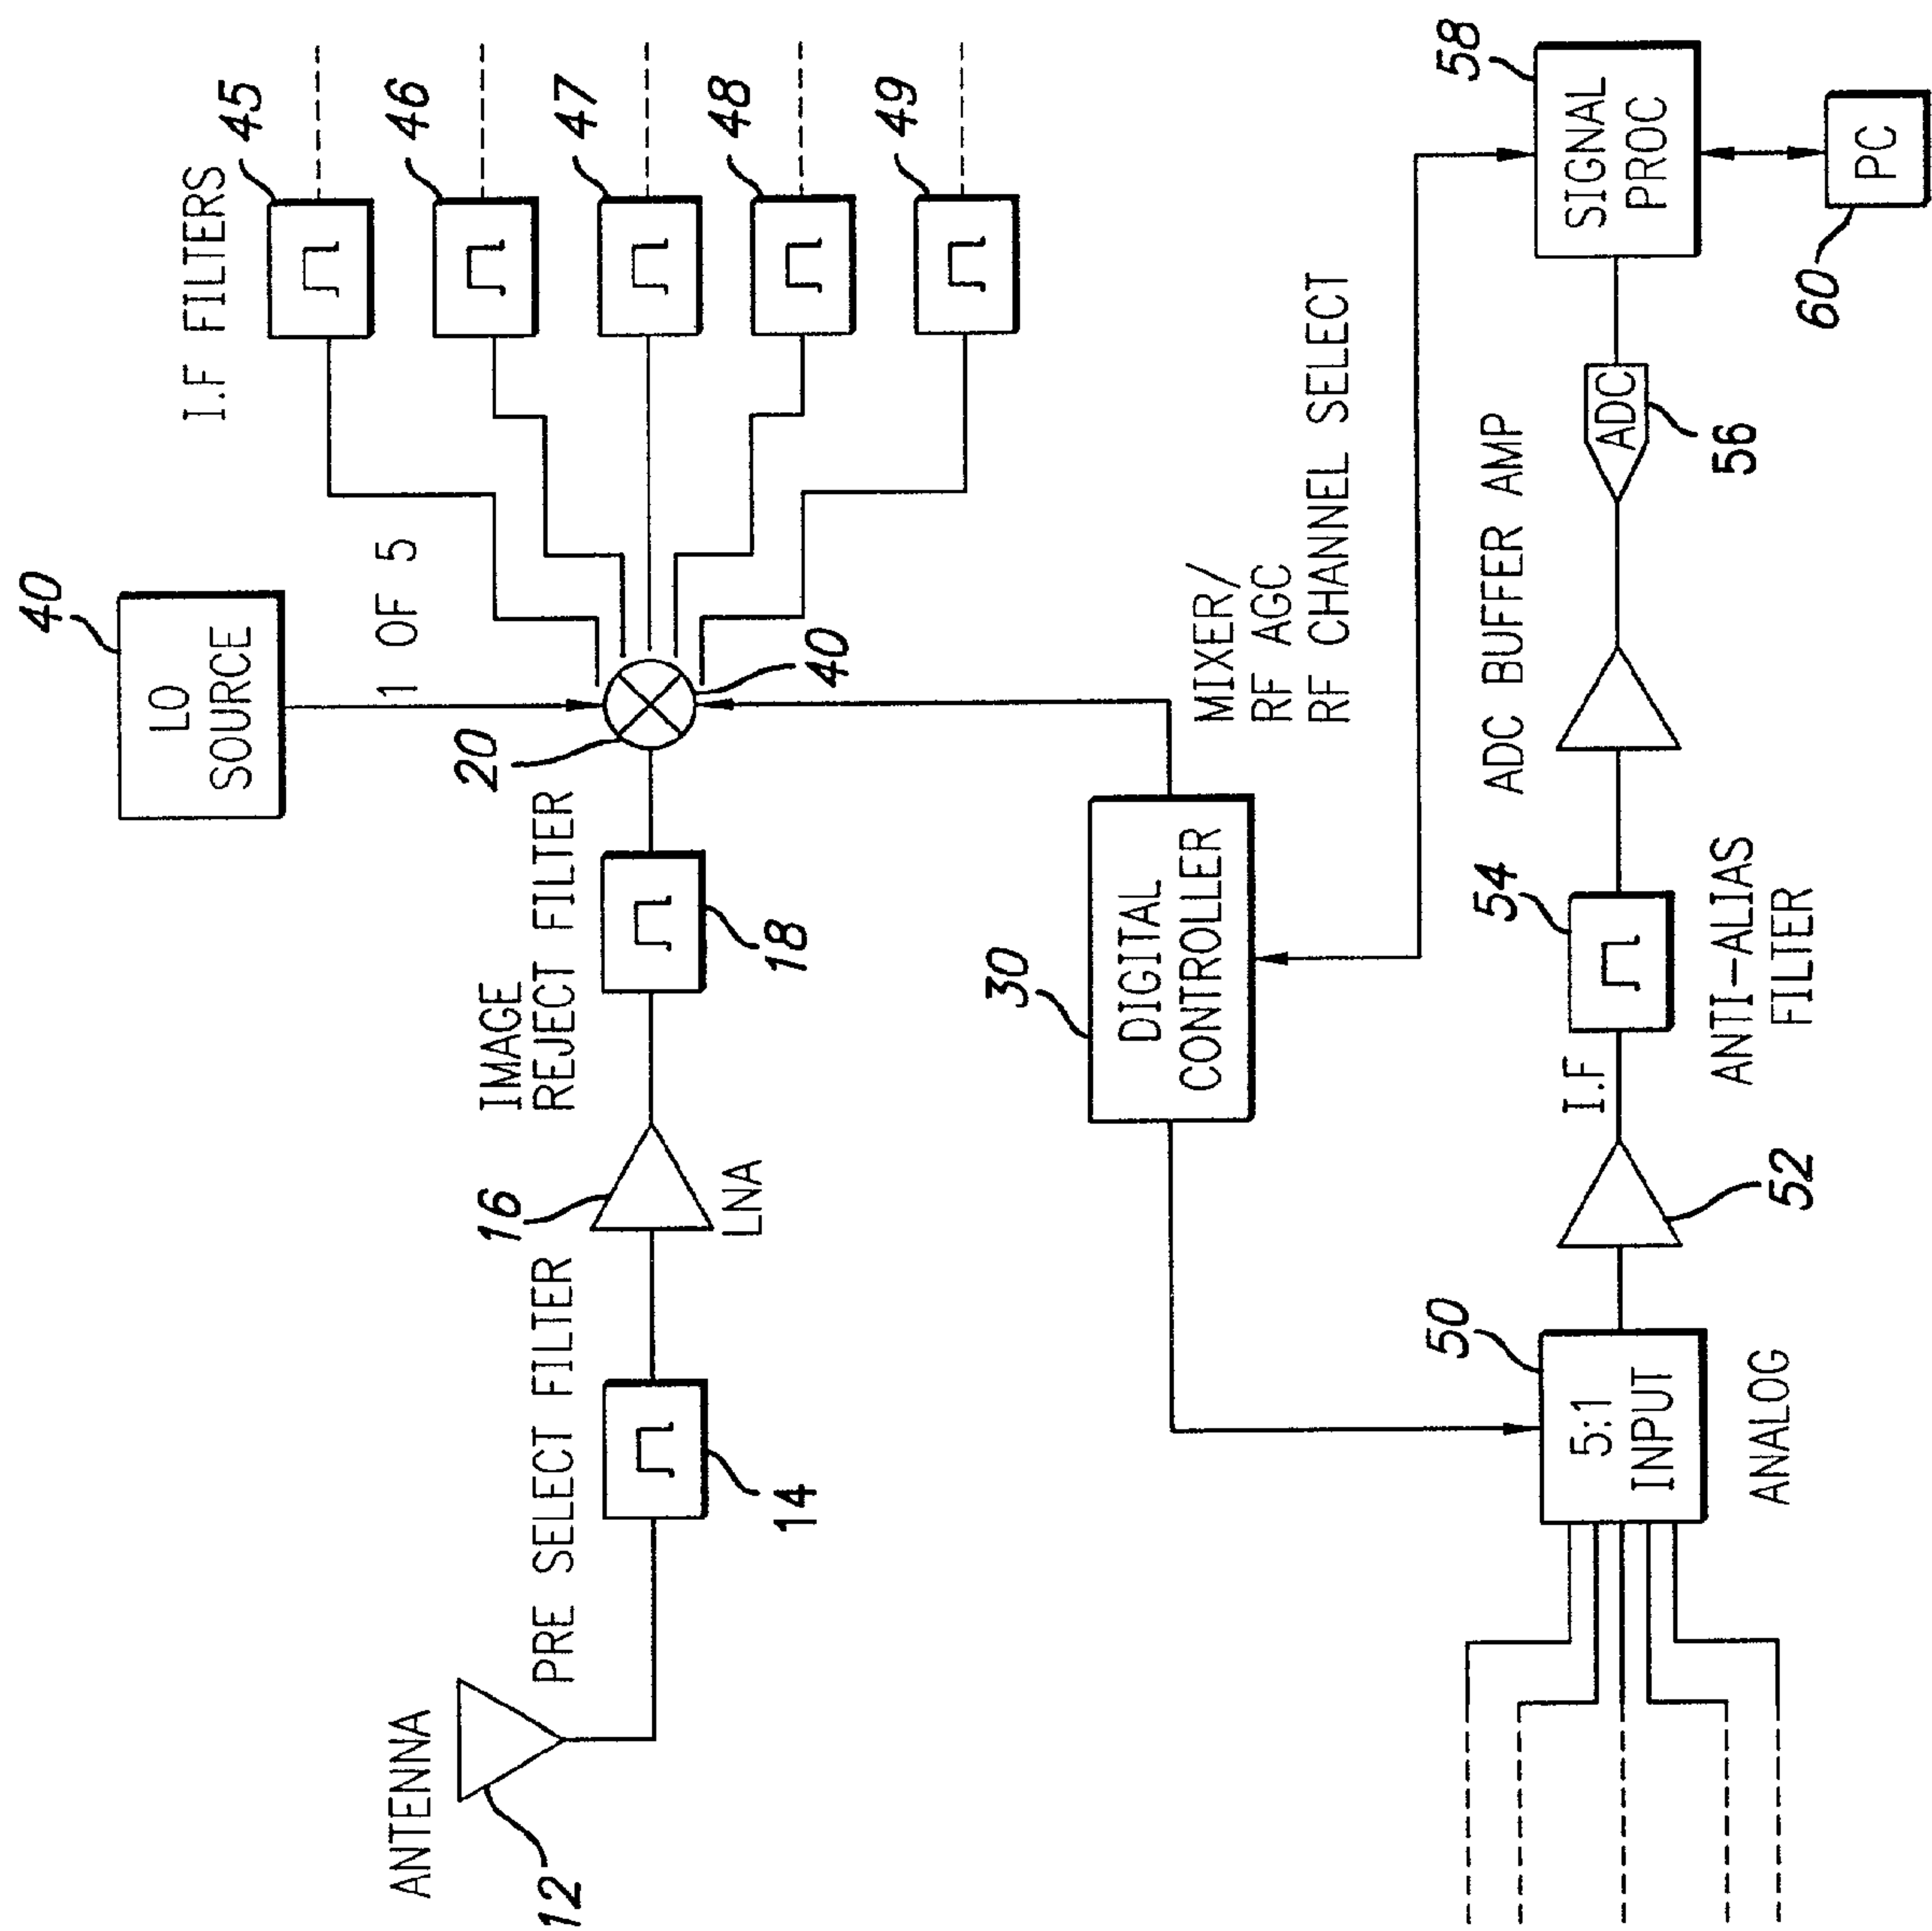 40
LO
SOURCE
I.F FILTERS
45
46
47
48
49
1 OF 5
20
40
ANTENNA
12
PRE SELECT FILTER
14
16
LNA
IMAGE
REJECT FILTER
18
30
DIGITAL
CONTROLLER
MIXER/
RF AGC
RF CHANNEL SELECT
50
5:1
INPUT
ANALOG
52
I.F
54
ANTI-ALIAS
FILTER
ADC BUFFER AMP
ADC
56
58
SIGNAL
PROC
PC
60